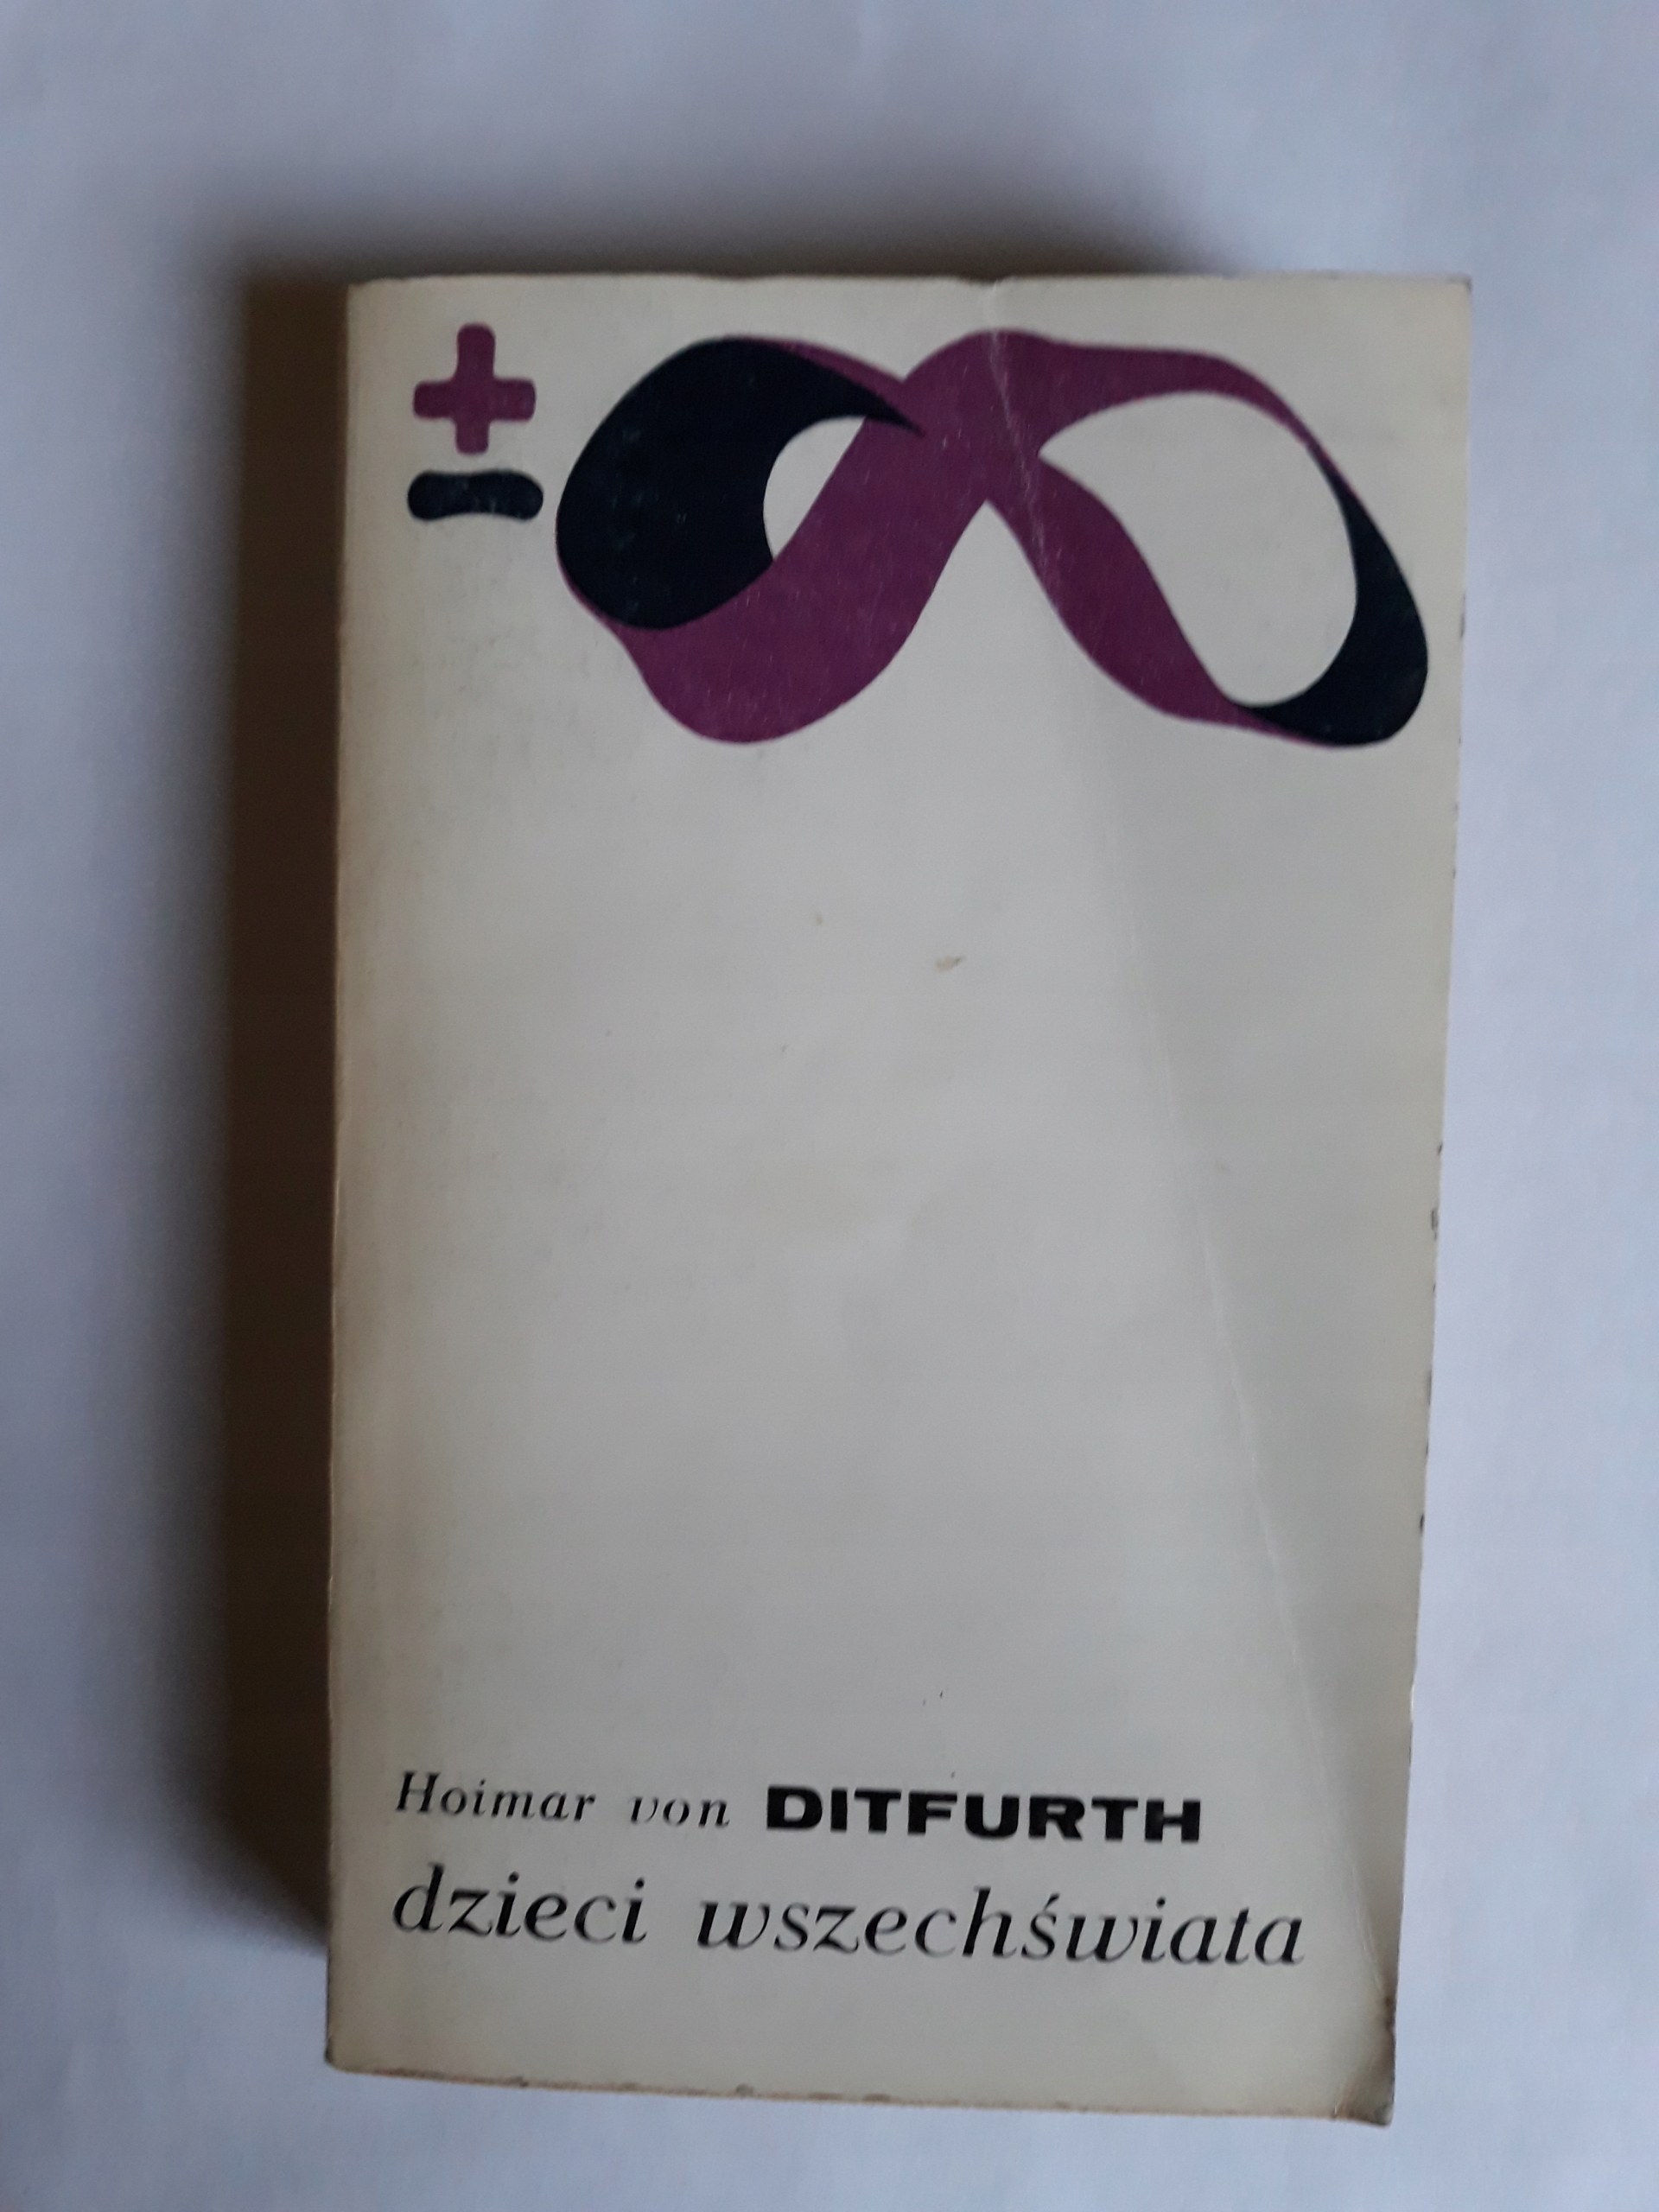 ±∞
Hoimar von DITFURTH
dzieci wszechświata